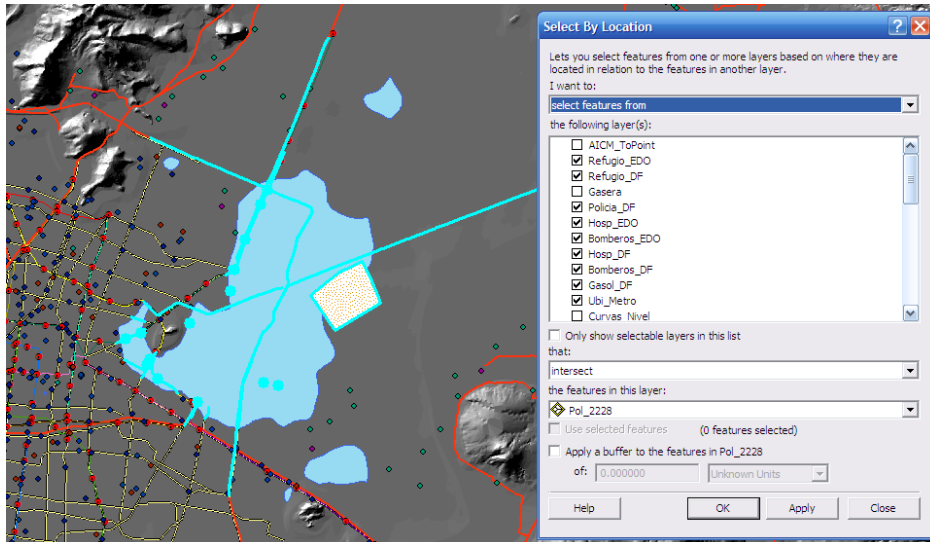 Select By Location
Lets you select features from one or more layers based on where they are
located in relation to the features in another layer.
I want to:
select features from
the following layer(s):
AICM_ToPoint
Refugio_EDO
Refugio_DF
Gasera
Policia_DF
Hosp_EDO
Bomberos_EDO
Hosp_DF
Bomberos_DF
Gasol_DF
Ubi_Metro
Curvas_Nivel
Only show selectable layers in this list
that:
intersect
the features in this layer:
Pol_2228
Use selected features (0 features selected)
Apply a buffer to the features in Pol_2228
of: 0.000000 Unknown Units
Help OK Apply Close